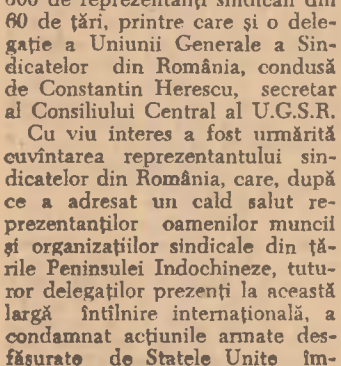 600 de reprezentanți sindicali din
60 de țări, printre care și o dele-
gație a Uniunii Generale a Sin-
dicatelor din România, condusă
de Constantin Herescu, secretar
al Consiliului Central al U.G.S.R.
Cu viu interes a fost urmărită
cuvîntarea reprezentantului sin-
dicatelor din România, care, după
ce a adresat un cald salut re-
prezentanților oamenilor muncii
și organizațiilor sindicale din ță-
rile Peninsulei Indochineze, tutu-
ror delegaților prezenți la această
largă întîlnire internațională, a
condamnat acțiunile armate des-
fășurate de Statele Unite îm-